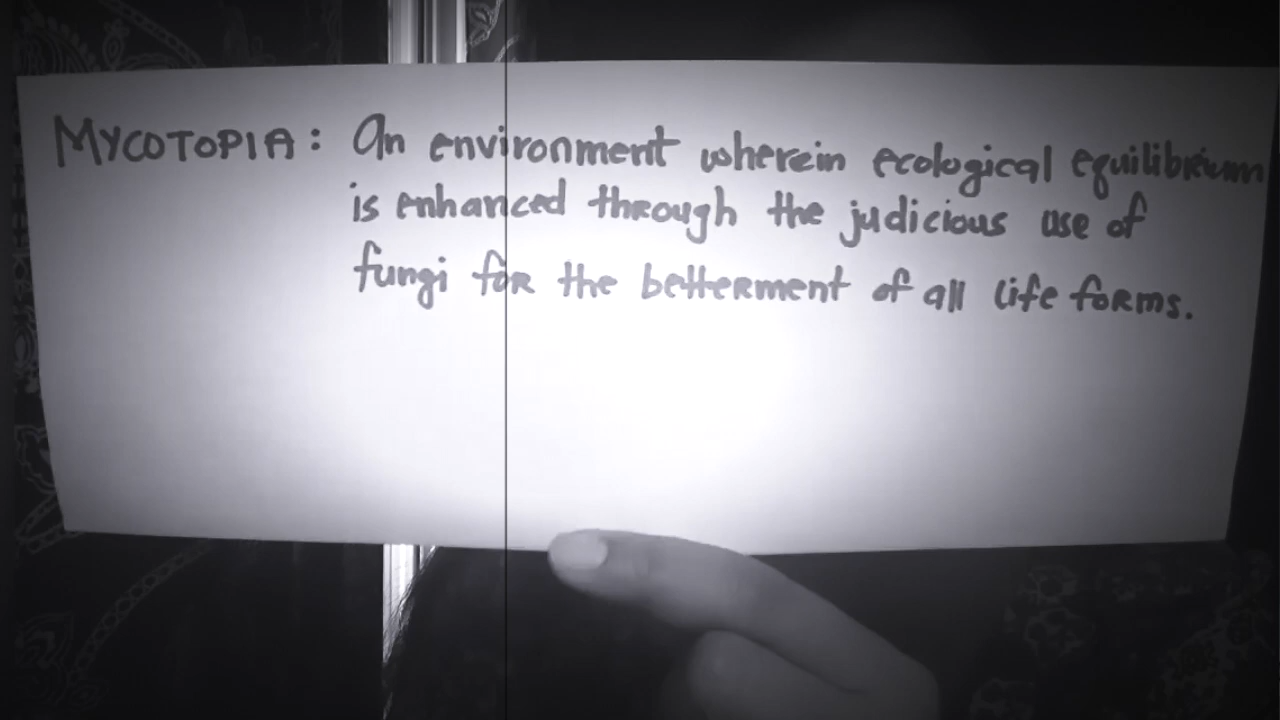 MYCOTOPIA: An environment wherein ecological equilibrium
is enhanced through the judicious use of
fungi for the betterment of all life forms.